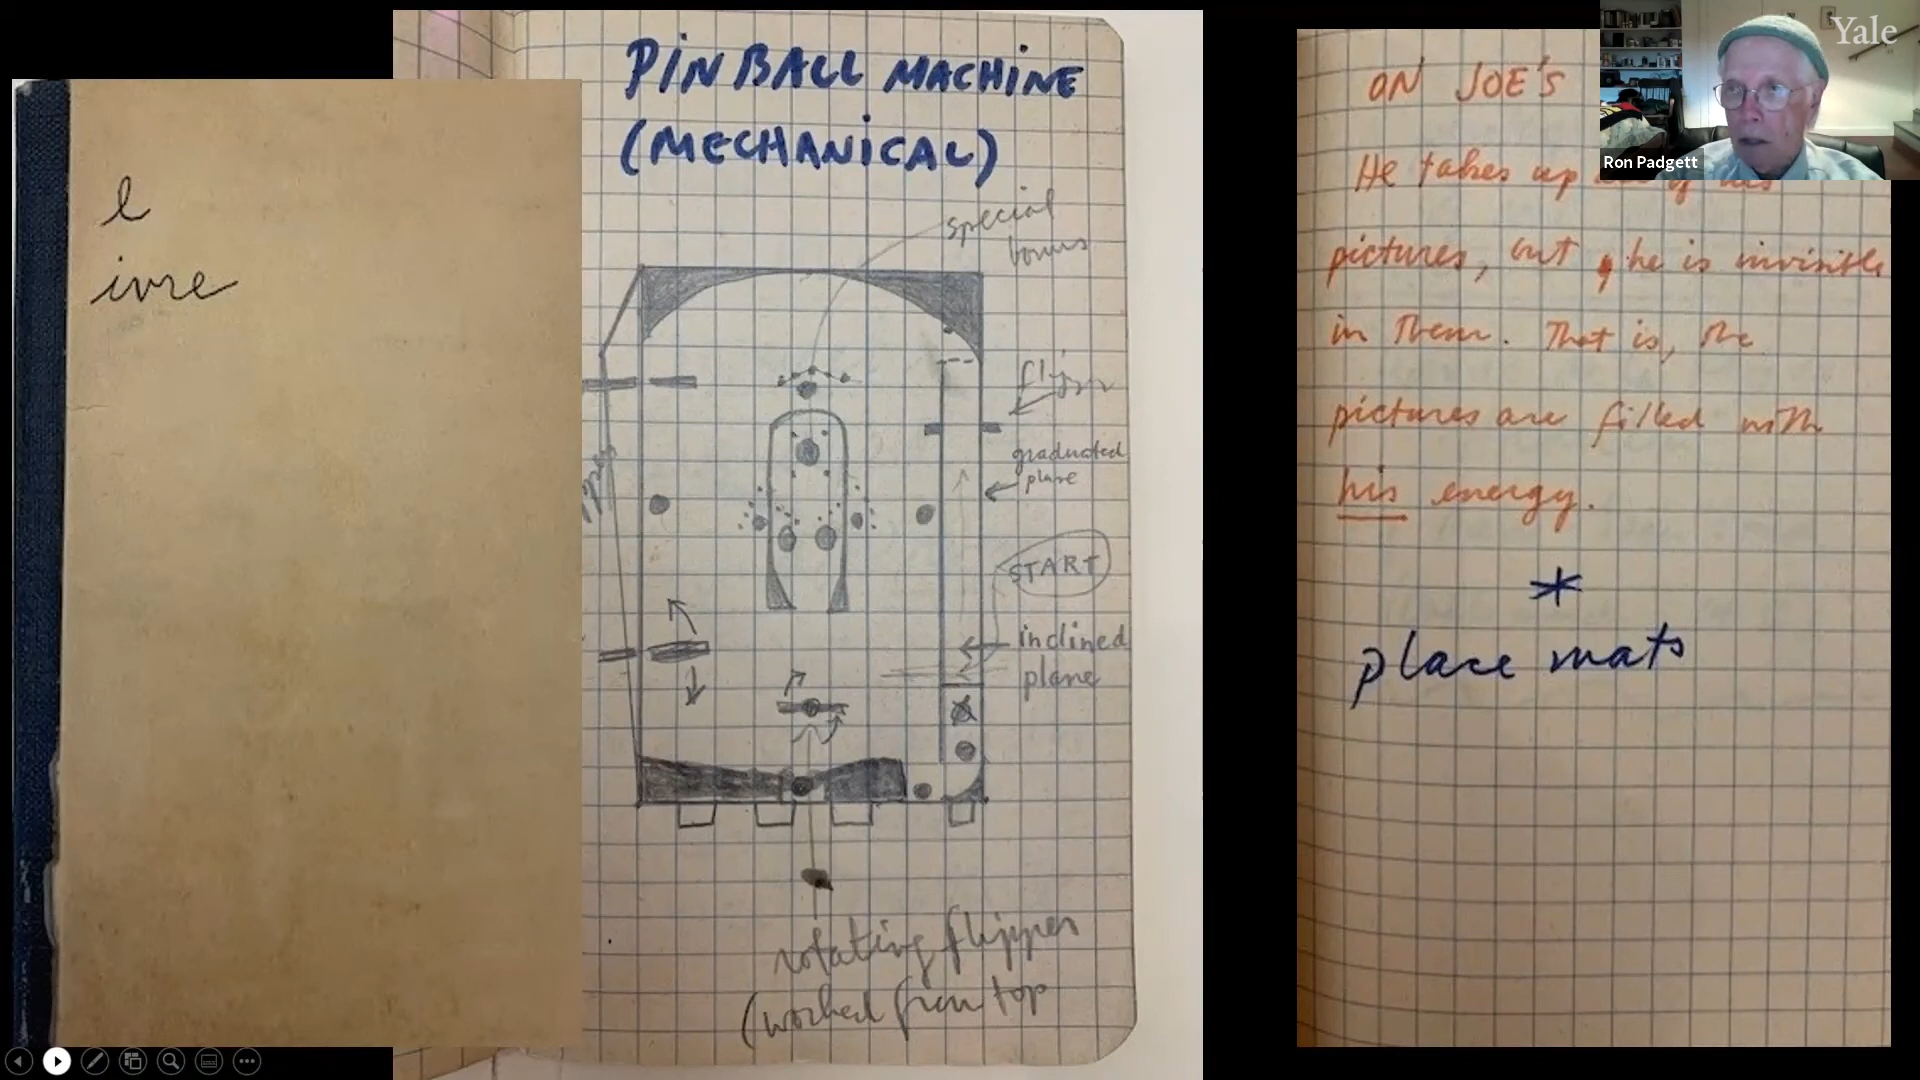 l
ivre
PINBALL MACHINE
(MECHANICAL)
special
bonus
flipper
graduated
plane
START
inclined
plane
rotating flipper
(worked from top
ON JOE'S
He takes up
pictures, but he is invisible
in them. That is, the
pictures are filled with
his energy.
*
place mats
Yale
Ron Padgett